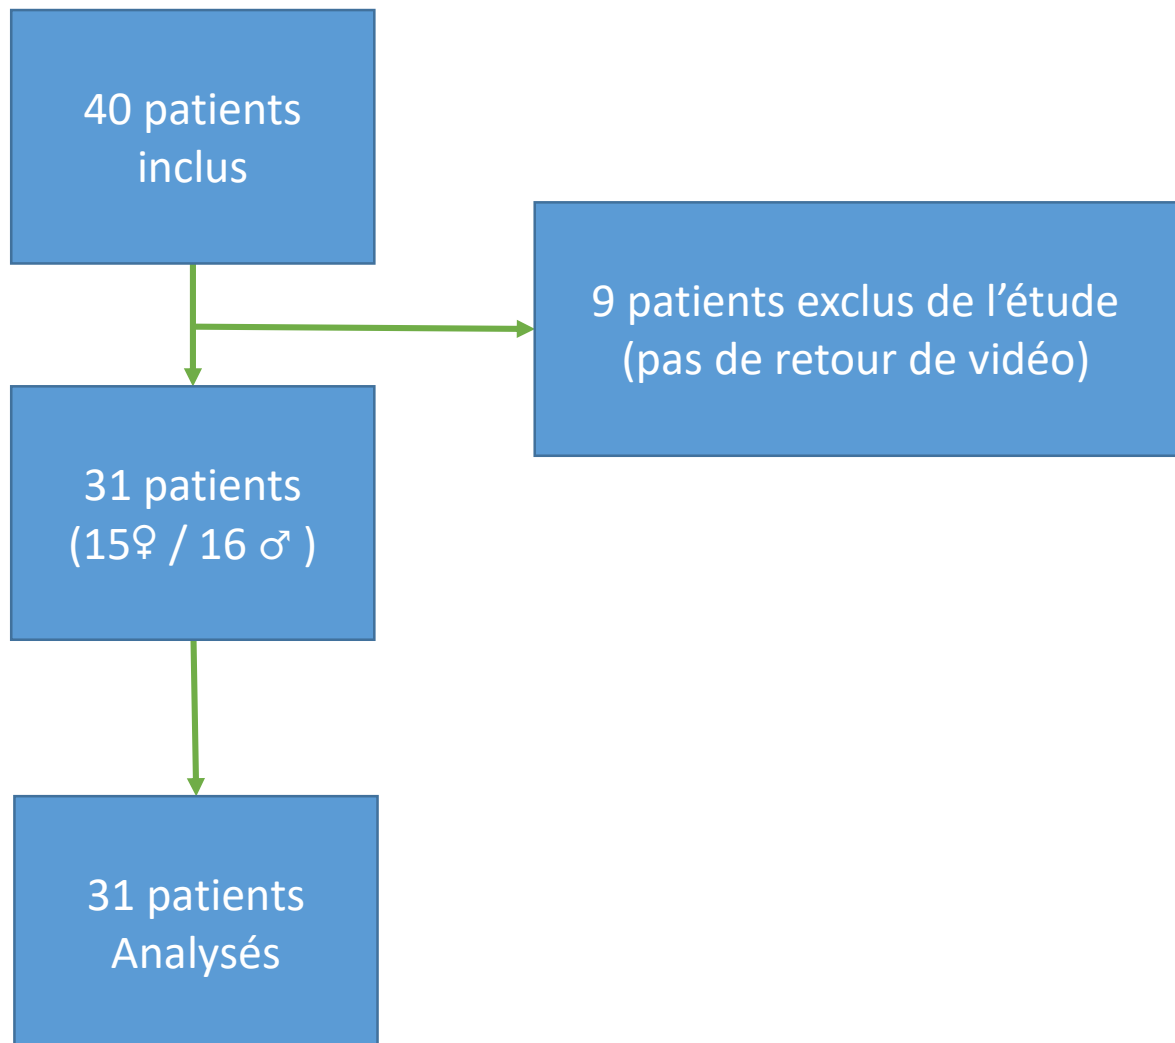 40 patients
inclus
9 patients exclus de l’étude
(pas de retour de vidéo)
31 patients
(15♀ / 16 ♂ )
31 patients
Analysés